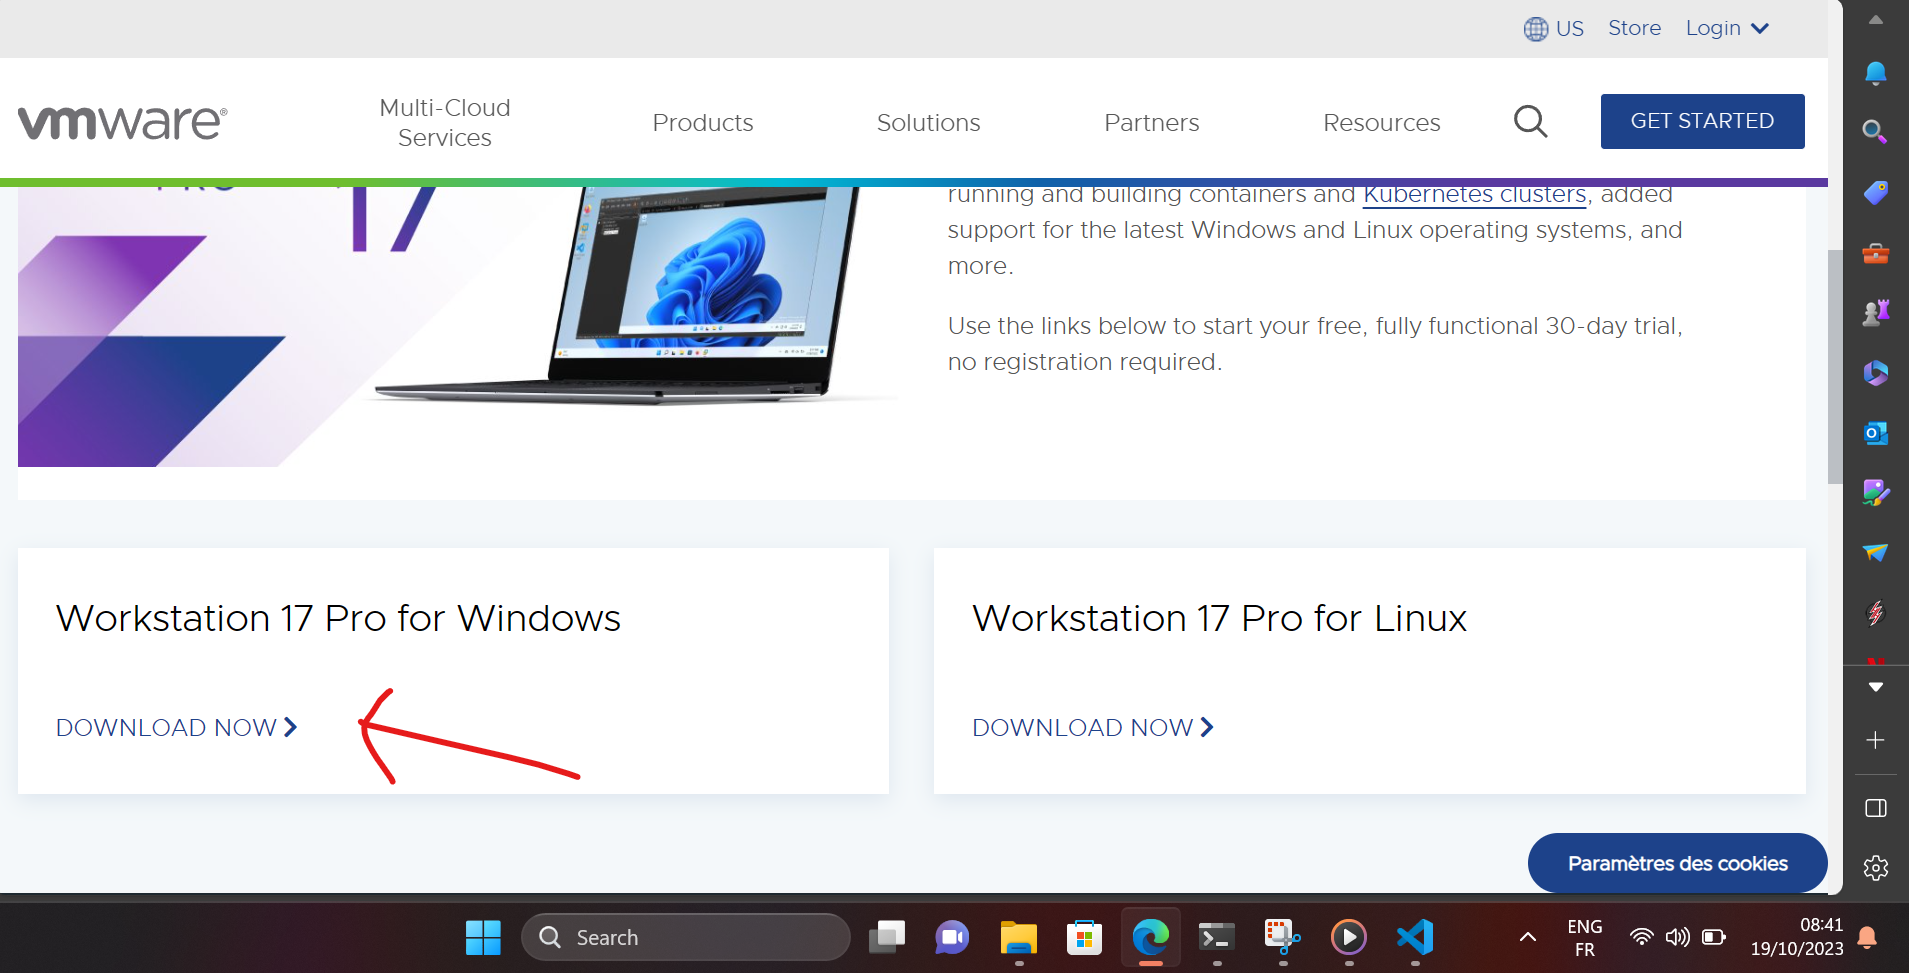 US Store Login
vmware®
Multi-Cloud
Services
Products
Solutions
Partners
Resources
GET STARTED
PRO
17
running and building containers and Kubernetes clusters, added
support for the latest Windows and Linux operating systems, and
more.
Use the links below to start your free, fully functional 30-day trial,
no registration required.
Workstation 17 Pro for Windows
DOWNLOAD NOW
Workstation 17 Pro for Linux
DOWNLOAD NOW
Paramètres des cookies
Search
ENG
FR
08:41
19/10/2023